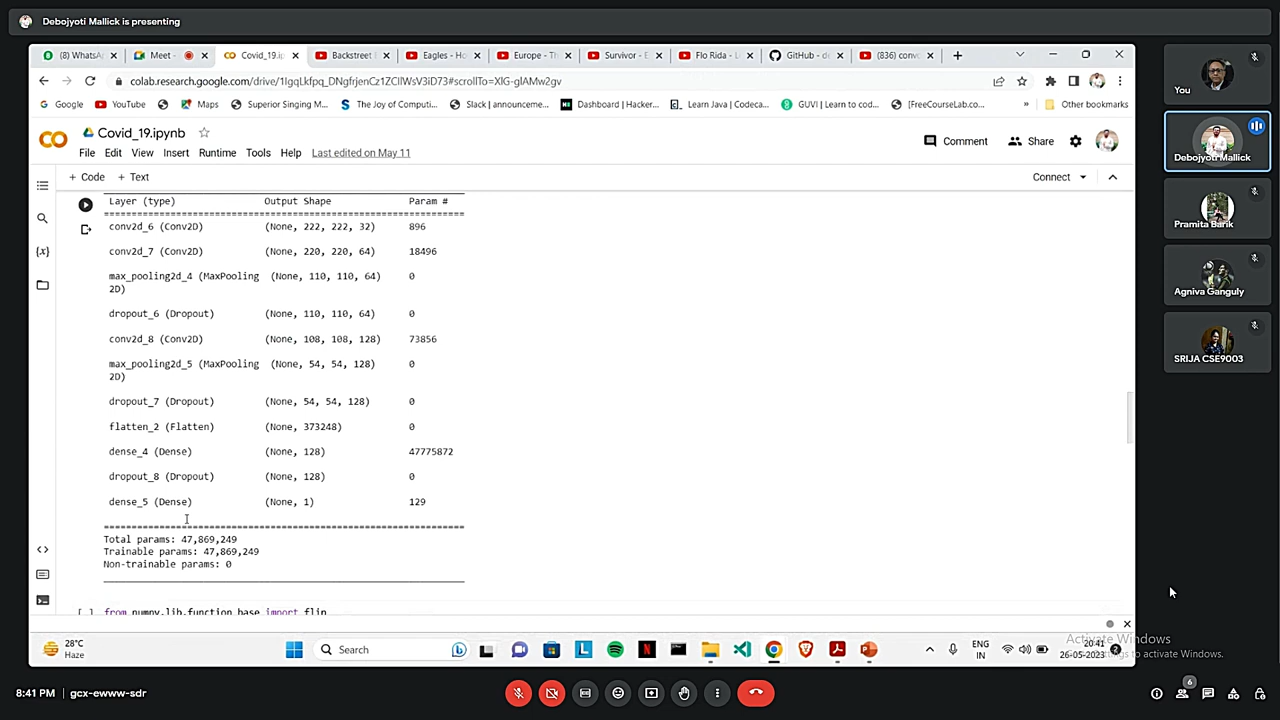 Debojyoti Mallick is presenting
(8) WhatsA
Meet -
Covid_19.ip
Backstreet B
Eagles - Ho
Europe - Th
Survivor - E
Flo Rida - L
GitHub - de
(836) conv
colab.research.google.com/drive/1IgqLkfpq_DNgfrjenCz1ZCIlWsV3iD73#scrollTo=XlG-glAMw2gv
Google
YouTube
Maps
Superior Singing M...
The Joy of Computi...
Slack | announceme...
Dashboard | Hacker...
Learn Java | Codeca...
GUVI | Learn to code...
[FreeCourseLab.co...
»
Other bookmarks
Covid_19.ipynb
File Edit View Insert Runtime Tools Help Last edited on May 11
Comment Share
+ Code + Text
Connect
Layer (type) Output Shape Param #
=================================================================
conv2d_6 (Conv2D) (None, 222, 222, 32) 896
conv2d_7 (Conv2D) (None, 220, 220, 64) 18496
max_pooling2d_4 (MaxPooling (None, 110, 110, 64) 0
2D)
dropout_6 (Dropout) (None, 110, 110, 64) 0
conv2d_8 (Conv2D) (None, 108, 108, 128) 73856
max_pooling2d_5 (MaxPooling (None, 54, 54, 128) 0
2D)
dropout_7 (Dropout) (None, 54, 54, 128) 0
flatten_2 (Flatten) (None, 373248) 0
dense_4 (Dense) (None, 128) 47775872
dropout_8 (Dropout) (None, 128) 0
dense_5 (Dense) (None, 1) 129
=================================================================
Total params: 47,869,249
Trainable params: 47,869,249
Non-trainable params: 0
[ ] from numpy.lib.function_base import flip
28°C
Haze
Search
ENG
IN
20:41
26-05-2023
Activate Windows
settings to activate Windows.
You
Debojyoti Mallick
Pramita Barik
Agniva Ganguly
SRIJA CSE9003
8:41 PM gcx-ewww-sdr
6